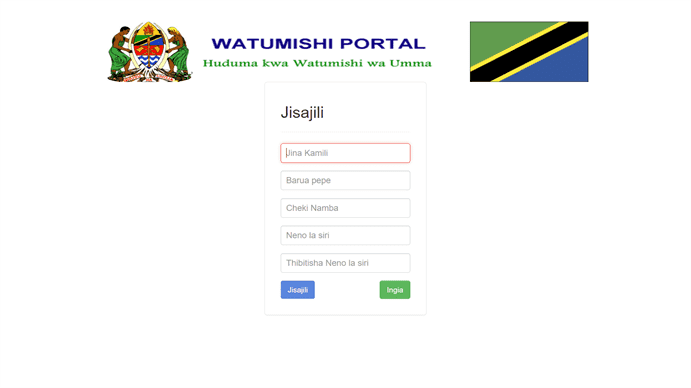 WATUMISHI PORTAL
Huduma kwa Watumishi wa Umma
Jisajili
Jina Kamili
Barua pepe
Cheki Namba
Neno la siri
Thibitisha Neno la siri
Jisajili
Ingia